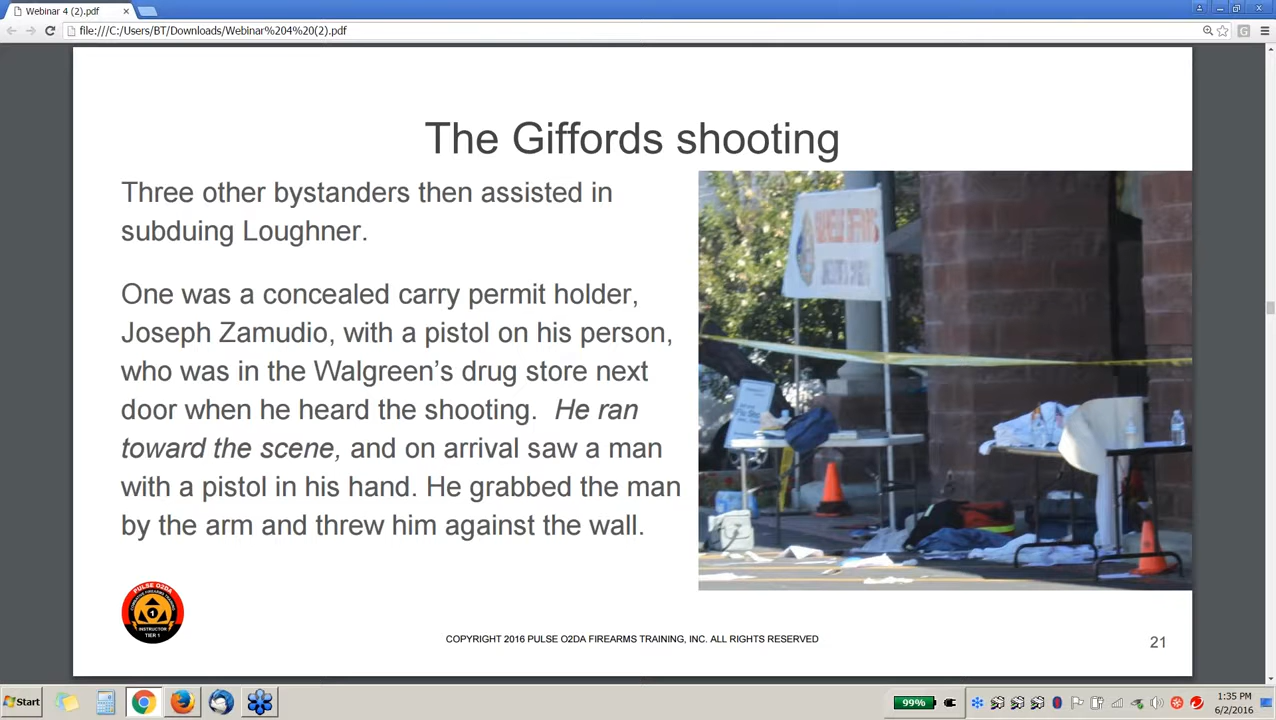 Webinar 4 (2).pdf
file:///C:/Users/BT/Downloads/Webinar%204%20(2).pdf
The Giffords shooting
Three other bystanders then assisted in
subduing Loughner.
One was a concealed carry permit holder,
Joseph Zamudio, with a pistol on his person,
who was in the Walgreen’s drug store next
door when he heard the shooting. He ran
toward the scene, and on arrival saw a man
with a pistol in his hand. He grabbed the man
by the arm and threw him against the wall.
PULSE O2DA
INSTRUCTOR
TIER 1
COPYRIGHT 2016 PULSE O2DA FIREARMS TRAINING, INC. ALL RIGHTS RESERVED
21
Start
99%
1:35 PM
6/2/2016